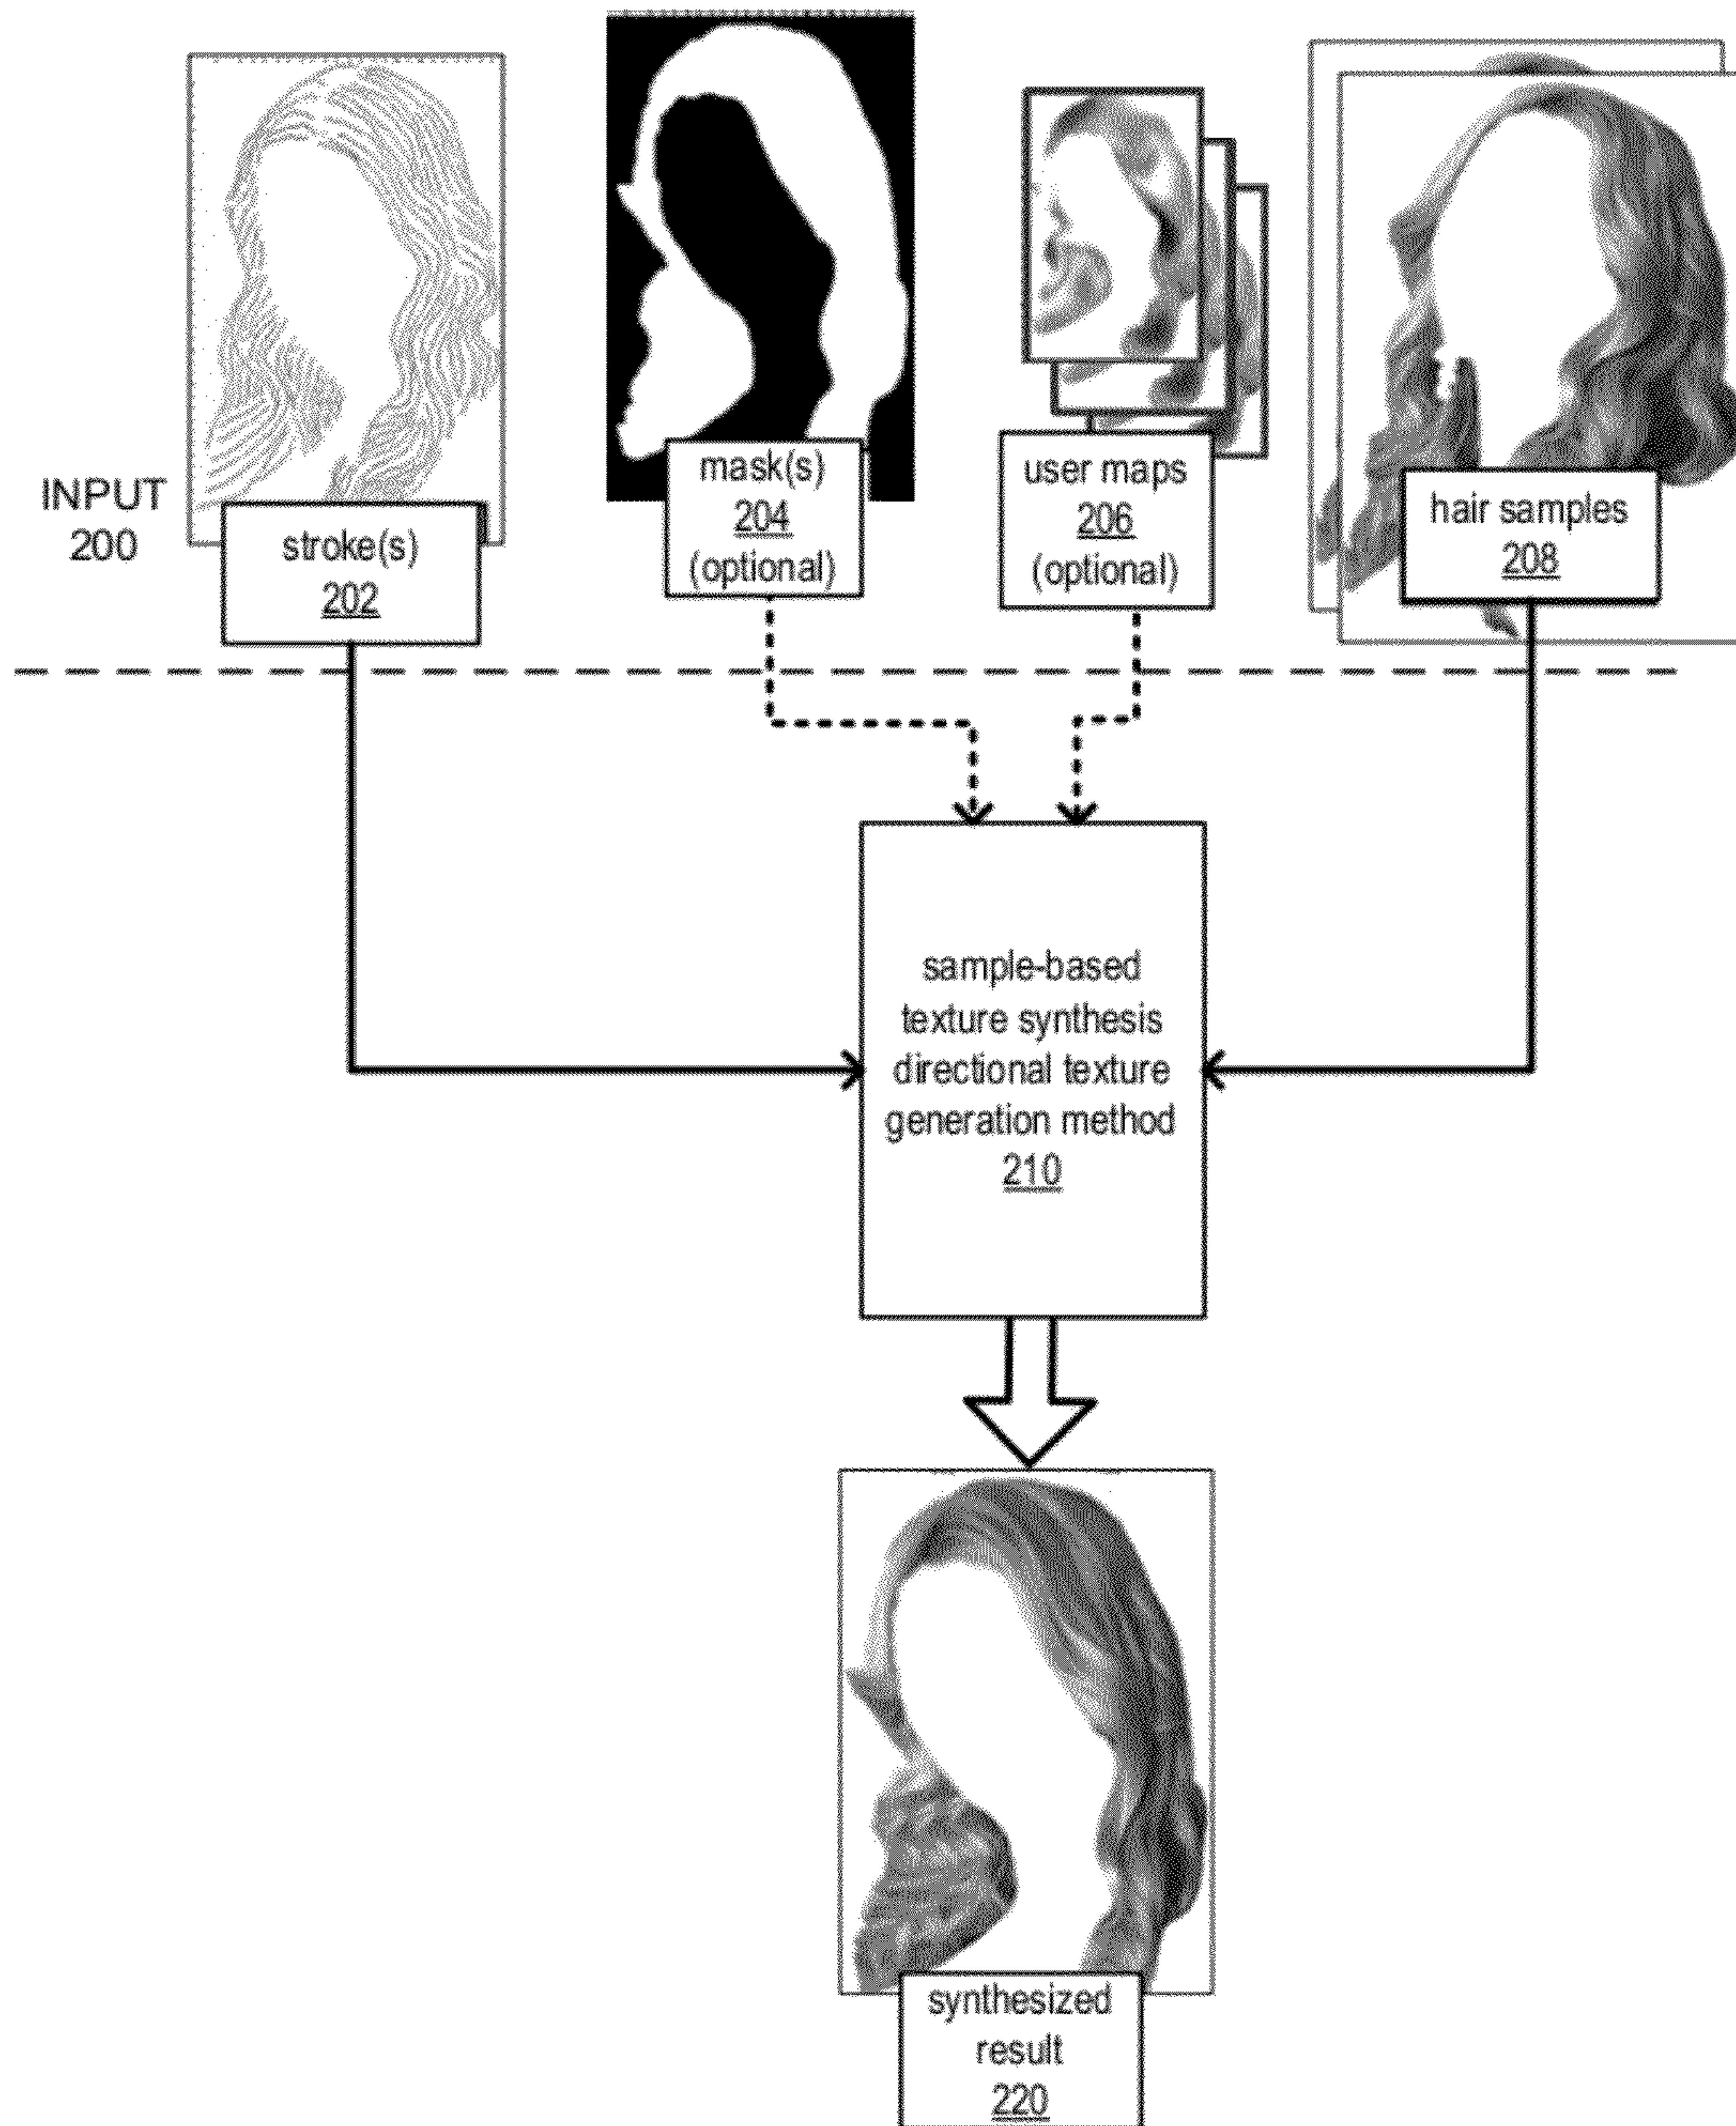 INPUT
200
stroke(s)
202
mask(s)
204
(optional)
user maps
206
(optional)
hair samples
208
sample-based
texture synthesis
directional texture
generation method
210
synthesized
result
220